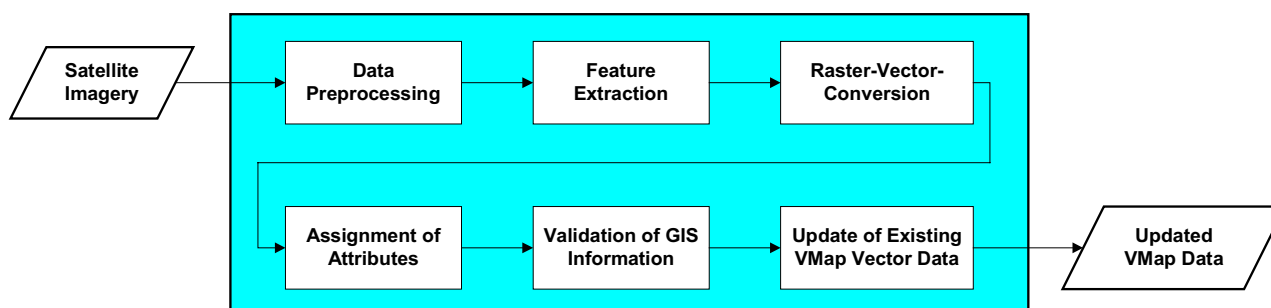 Satellite
Imagery
Data
Preprocessing
Feature
Extraction
Raster-Vector-
Conversion
Assignment of
Attributes
Validation of GIS
Information
Update of Existing
VMap Vector Data
Updated
VMap Data